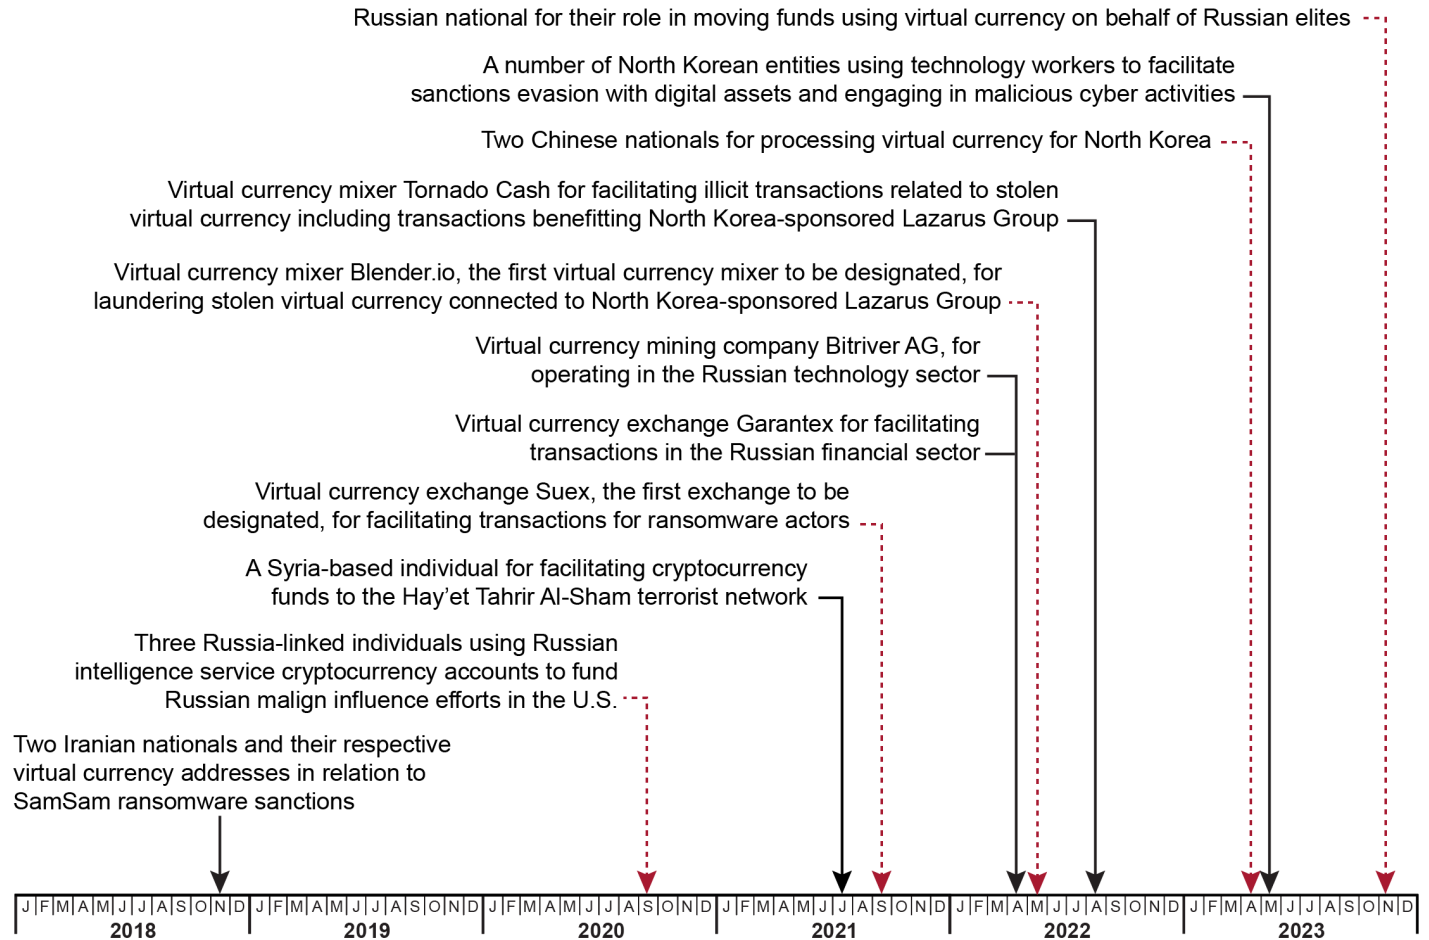 Russian national for their role in moving funds using virtual currency on behalf of Russian elites
A number of North Korean entities using technology workers to facilitate
sanctions evasion with digital assets and engaging in malicious cyber activities
Two Chinese nationals for processing virtual currency for North Korea
Virtual currency mixer Tornado Cash for facilitating illicit transactions related to stolen
virtual currency including transactions benefitting North Korea-sponsored Lazarus Group
Virtual currency mixer Blender.io, the first virtual currency mixer to be designated, for
laundering stolen virtual currency connected to North Korea-sponsored Lazarus Group
Virtual currency mining company Bitriver AG, for
operating in the Russian technology sector
Virtual currency exchange Garantex for facilitating
transactions in the Russian financial sector
Virtual currency exchange Suex, the first exchange to be
designated, for facilitating transactions for ransomware actors
A Syria-based individual for facilitating cryptocurrency
funds to the Hay’et Tahrir Al-Sham terrorist network
Three Russia-linked individuals using Russian
intelligence service cryptocurrency accounts to fund
Russian malign influence efforts in the U.S.
Two Iranian nationals and their respective
virtual currency addresses in relation to
SamSam ransomware sanctions
J F M A M J J A S O N D J F M A M J J A S O N D J F M A M J J A S O N D J F M A M J J A S O N D J F M A M J J A S O N D J F M A M J J A S O N D
2018 2019 2020 2021 2022 2023